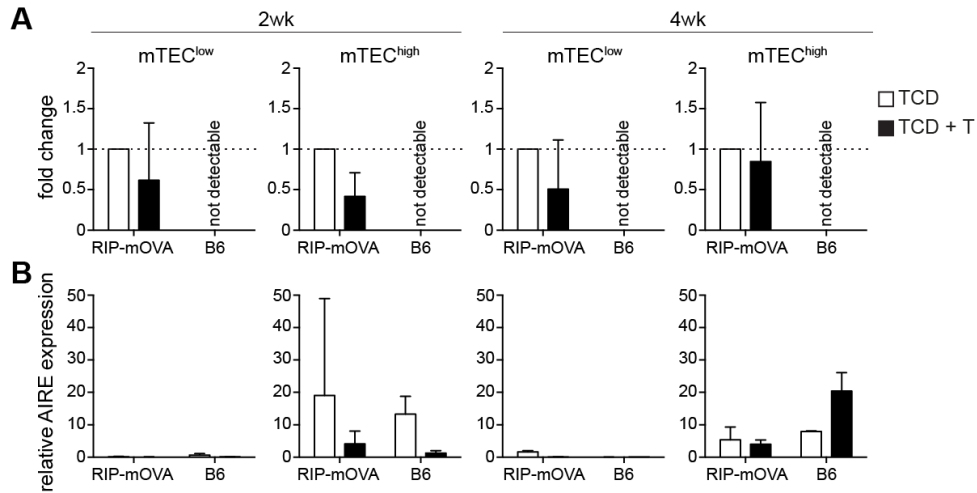 A
2wk
4wk
mTEClow
mTEChigh
mTEClow
mTEChigh
TCD
TCD + T
fold change
2
1.5
1
0.5
0
not detectable
RIP-mOVA B6
2
1.5
1
0.5
0
not detectable
RIP-mOVA B6
2
1.5
1
0.5
0
not detectable
RIP-mOVA B6
2
1.5
1
0.5
0
not detectable
RIP-mOVA B6
B
relative AIRE expression
50
40
30
20
10
0
RIP-mOVA B6
50
40
30
20
10
0
RIP-mOVA B6
50
40
30
20
10
0
RIP-mOVA B6
50
40
30
20
10
0
RIP-mOVA B6